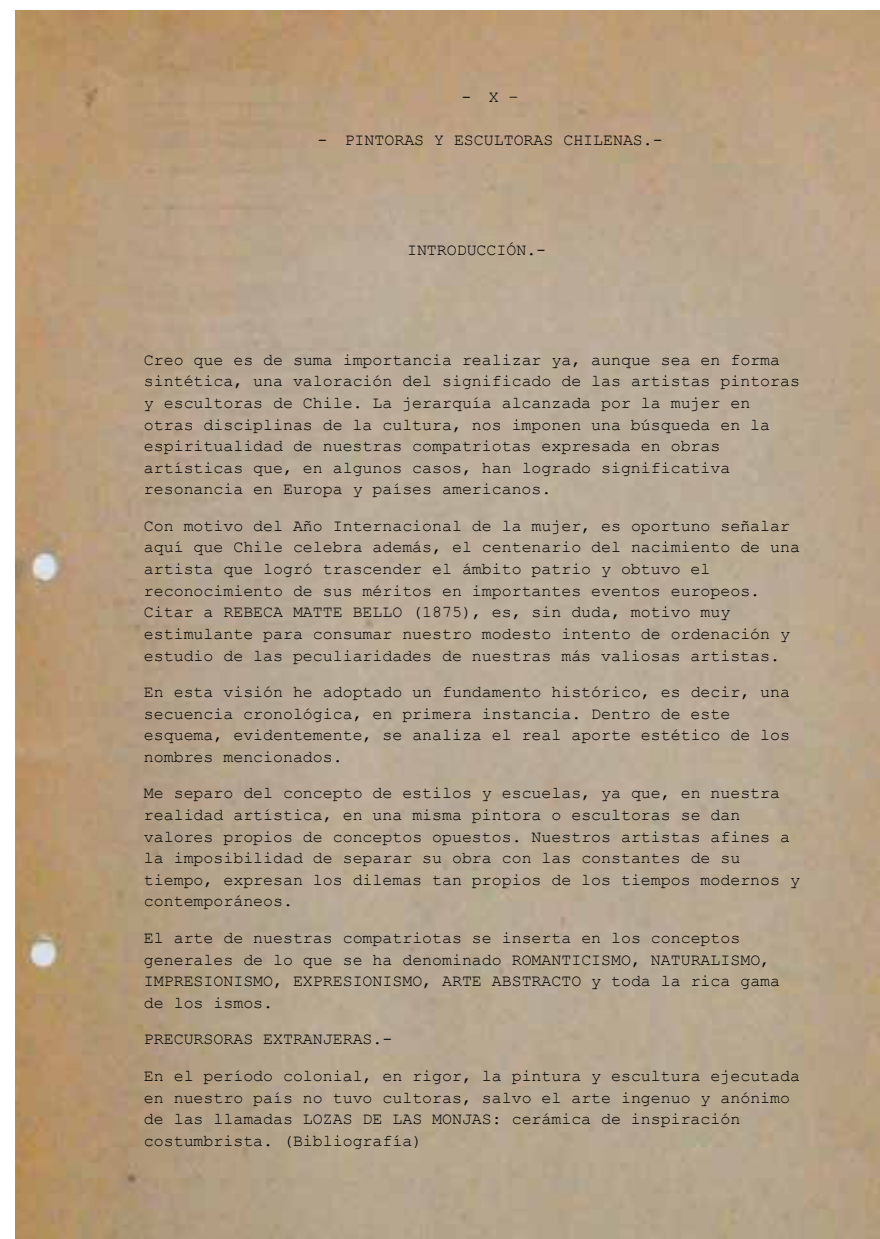 - X –
- PINTORAS Y ESCULTORAS CHILENAS.-
INTRODUCCIÓN.-
Creo que es de suma importancia realizar ya, aunque sea en forma
sintética, una valoración del significado de las artistas pintoras
y escultoras de Chile. La jerarquía alcanzada por la mujer en
otras disciplinas de la cultura, nos imponen una búsqueda en la
espiritualidad de nuestras compatriotas expresada en obras
artísticas que, en algunos casos, han logrado significativa
resonancia en Europa y países americanos.
Con motivo del Año Internacional de la mujer, es oportuno señalar
aquí que Chile celebra además, el centenario del nacimiento de una
artista que logró trascender el ámbito patrio y obtuvo el
reconocimiento de sus méritos en importantes eventos europeos.
Citar a REBECA MATTE BELLO (1875), es, sin duda, motivo muy
estimulante para consumar nuestro modesto intento de ordenación y
estudio de las peculiaridades de nuestras más valiosas artistas.
En esta visión he adoptado un fundamento histórico, es decir, una
secuencia cronológica, en primera instancia. Dentro de este
esquema, evidentemente, se analiza el real aporte estético de los
nombres mencionados.
Me separo del concepto de estilos y escuelas, ya que, en nuestra
realidad artística, en una misma pintora o escultoras se dan
valores propios de conceptos opuestos. Nuestros artistas afines a
la imposibilidad de separar su obra con las constantes de su
tiempo, expresan los dilemas tan propios de los tiempos modernos y
contemporáneos.
El arte de nuestras compatriotas se inserta en los conceptos
generales de lo que se ha denominado ROMANTICISMO, NATURALISMO,
IMPRESIONISMO, EXPRESIONISMO, ARTE ABSTRACTO y toda la rica gama
de los ismos.
PRECURSORAS EXTRANJERAS.-
En el período colonial, en rigor, la pintura y escultura ejecutada
en nuestro país no tuvo cultoras, salvo el arte ingenuo y anónimo
de las llamadas LOZAS DE LAS MONJAS: cerámica de inspiración
costumbrista. (Bibliografía)